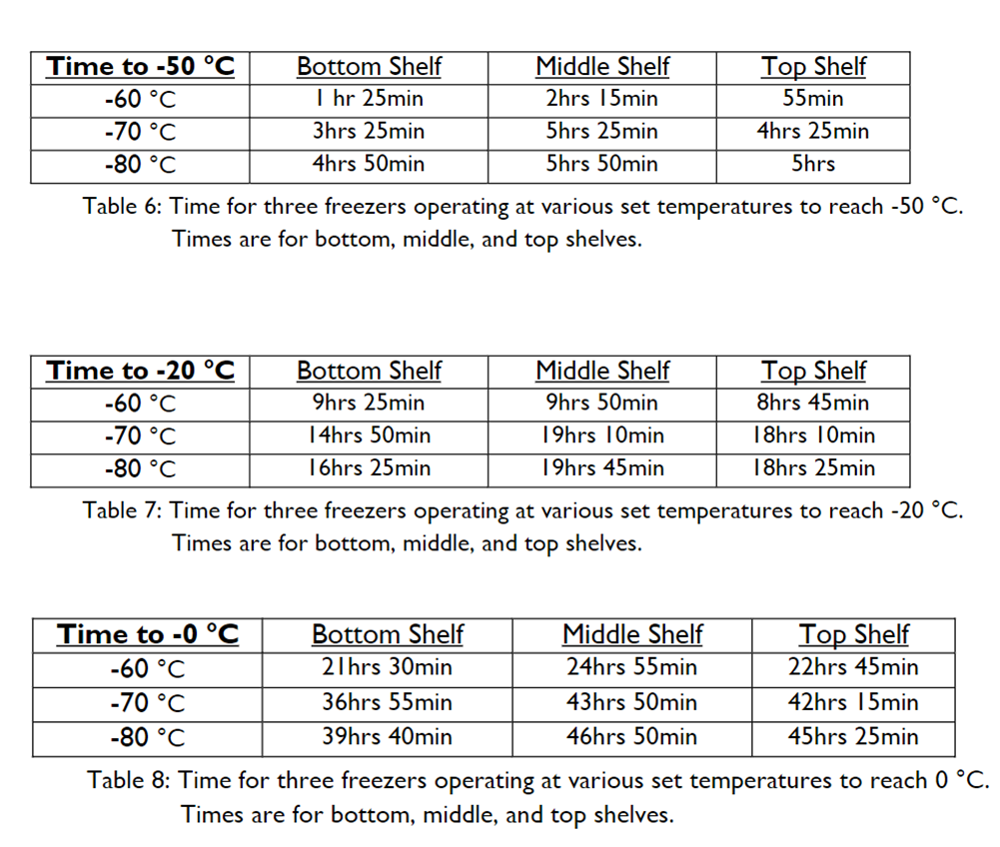 Time to -50 °C Bottom Shelf Middle Shelf Top Shelf
-60 °C 1 hr 25min 2hrs 15min 55min
-70 °C 3hrs 25min 5hrs 25min 4hrs 25min
-80 °C 4hrs 50min 5hrs 50min 5hrs
Table 6: Time for three freezers operating at various set temperatures to reach -50 °C.
Times are for bottom, middle, and top shelves.
Time to -20 °C Bottom Shelf Middle Shelf Top Shelf
-60 °C 9hrs 25min 9hrs 50min 8hrs 45min
-70 °C 14hrs 50min 19hrs 10min 18hrs 10min
-80 °C 16hrs 25min 19hrs 45min 18hrs 25min
Table 7: Time for three freezers operating at various set temperatures to reach -20 °C.
Times are for bottom, middle, and top shelves.
Time to -0 °C Bottom Shelf Middle Shelf Top Shelf
-60 °C 21hrs 30min 24hrs 55min 22hrs 45min
-70 °C 36hrs 55min 43hrs 50min 42hrs 15min
-80 °C 39hrs 40min 46hrs 50min 45hrs 25min
Table 8: Time for three freezers operating at various set temperatures to reach 0 °C.
Times are for bottom, middle, and top shelves.